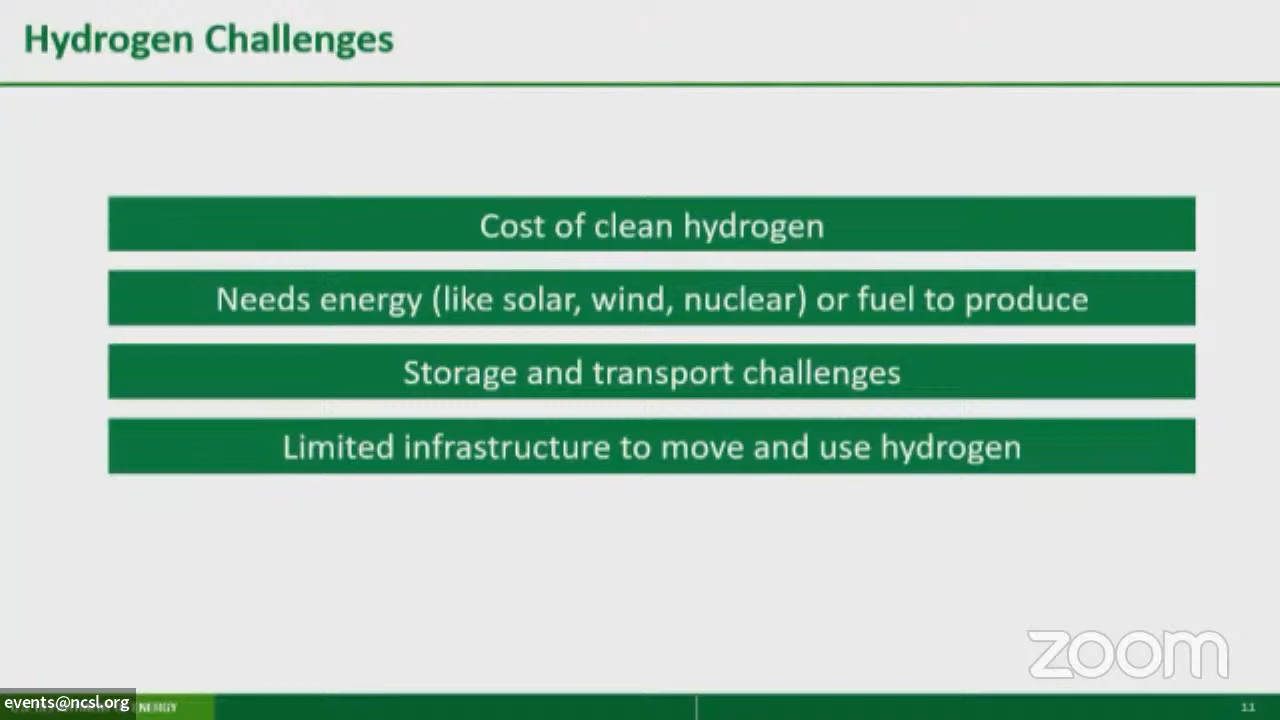 Hydrogen Challenges
Cost of clean hydrogen
Needs energy (like solar, wind, nuclear) or fuel to produce
Storage and transport challenges
Limited infrastructure to move and use hydrogen
zoom
events@ncsl.org
ENERGY
11